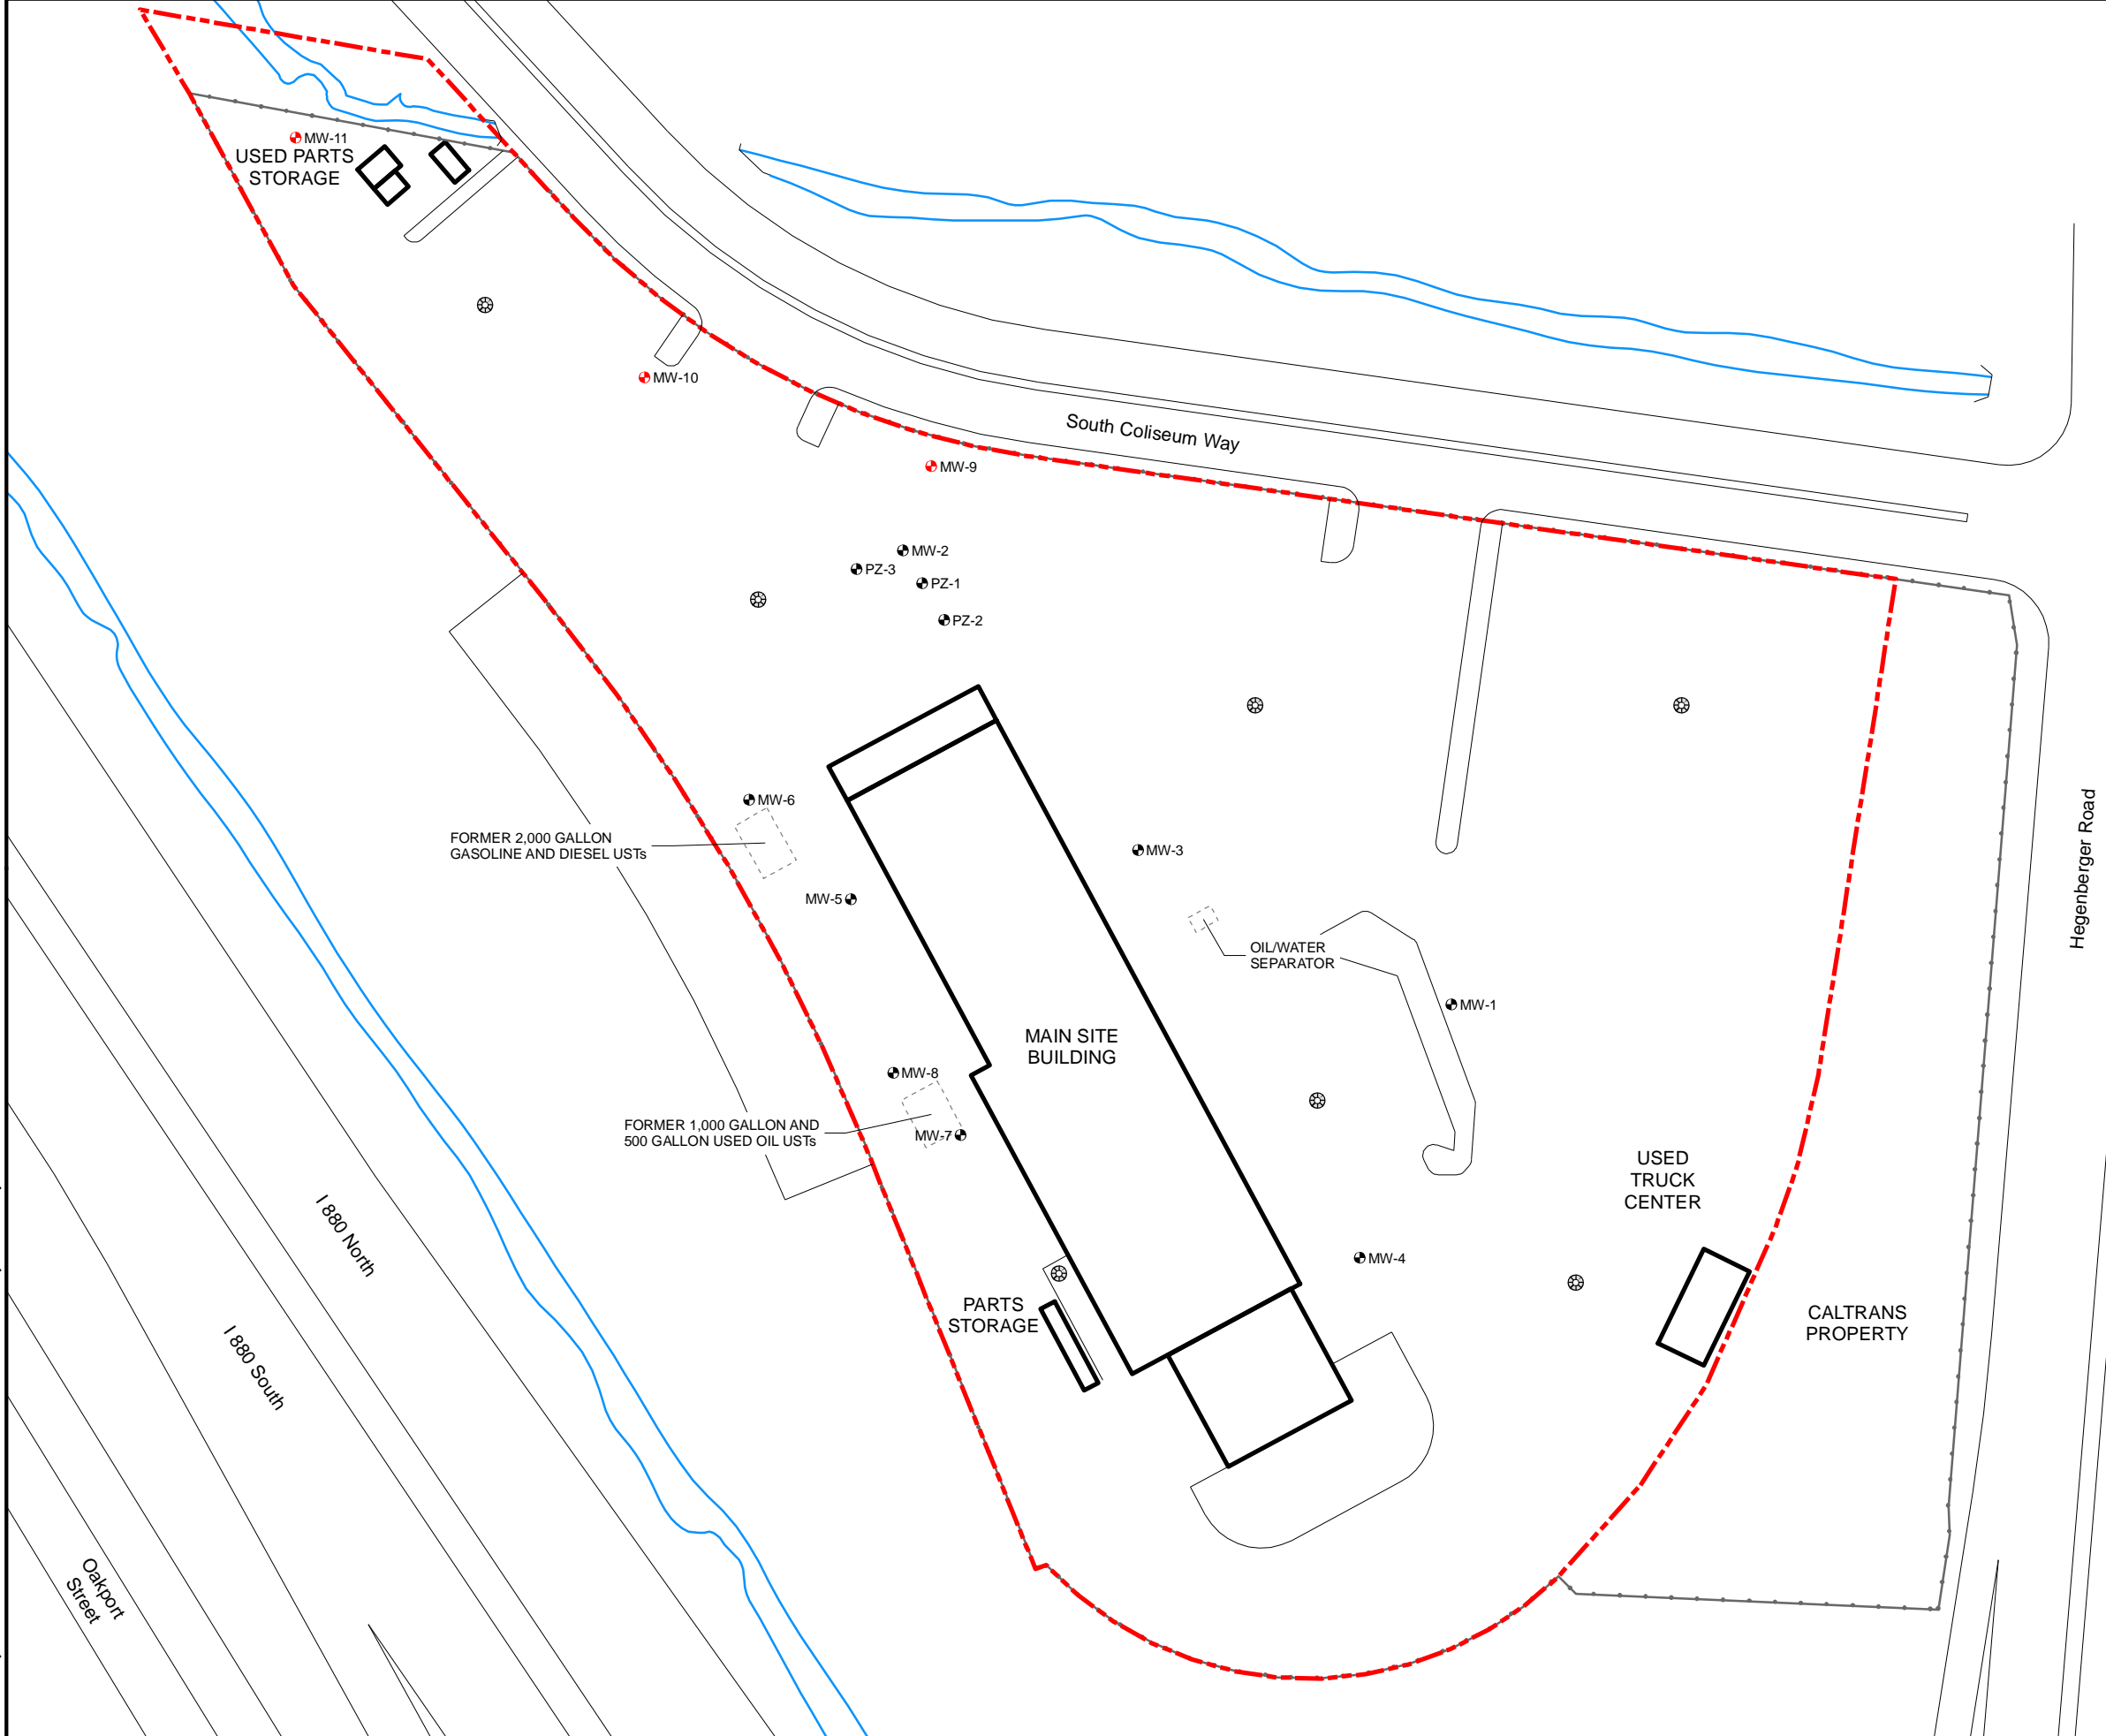 MW-11
USED PARTS
STORAGE
MW-10
South Coliseum Way
MW-9
MW-2
PZ-3
PZ-1
PZ-2
MW-6
FORMER 2,000 GALLON
GASOLINE AND DIESEL USTs
MW-3
MW-5
Hegenberger Road
OIL/WATER
SEPARATOR
MW-1
MAIN SITE
BUILDING
MW-8
FORMER 1,000 GALLON AND
500 GALLON USED OIL USTs
MW-7
USED
TRUCK
CENTER
I 880 North
MW-4
PARTS
STORAGE
CALTRANS
PROPERTY
I 880 South
Oakport
Street